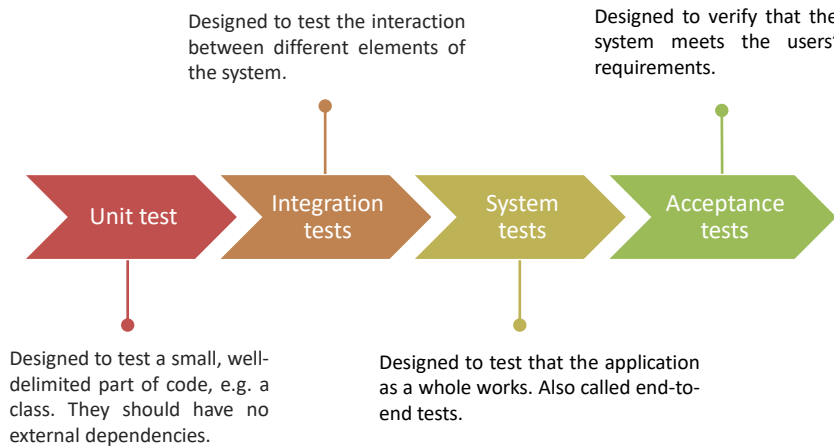 Designed to test the interaction
between different elements of
the system.
Designed to verify that the
system meets the users'
requirements.
Unit test
Integration
tests
System
tests
Acceptance
tests
Designed to test a small, well-
delimited part of code, e.g. a
class. They should have no
external dependencies.
Designed to test that the application
as a whole works. Also called end-to-
end tests.